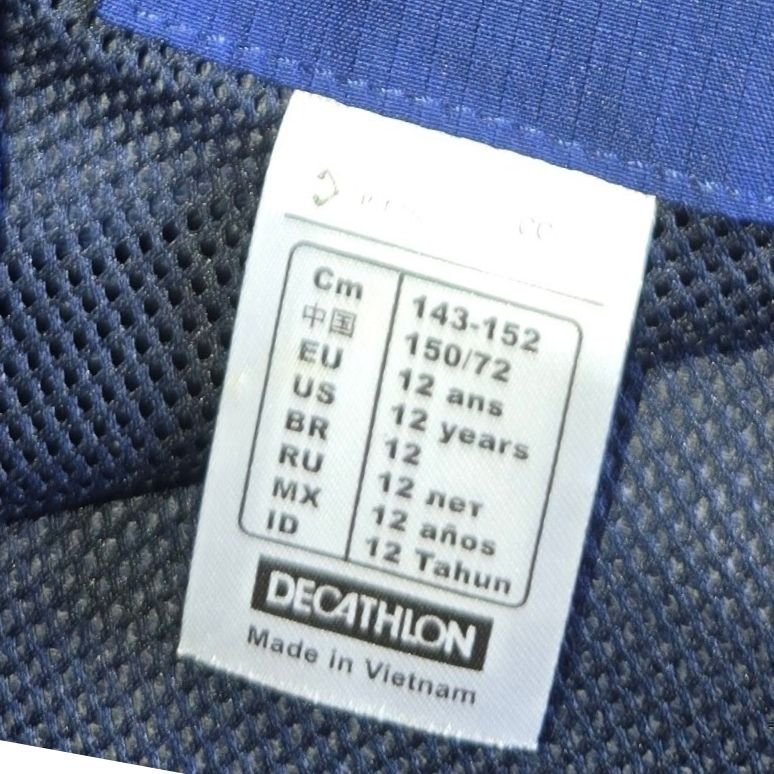 Cm 143-152
中国 150/72
EU 12 ans
US 12 years
BR 12
RU 12 лет
MX 12 años
ID 12 Tahun
DECATHLON
Made in Vietnam